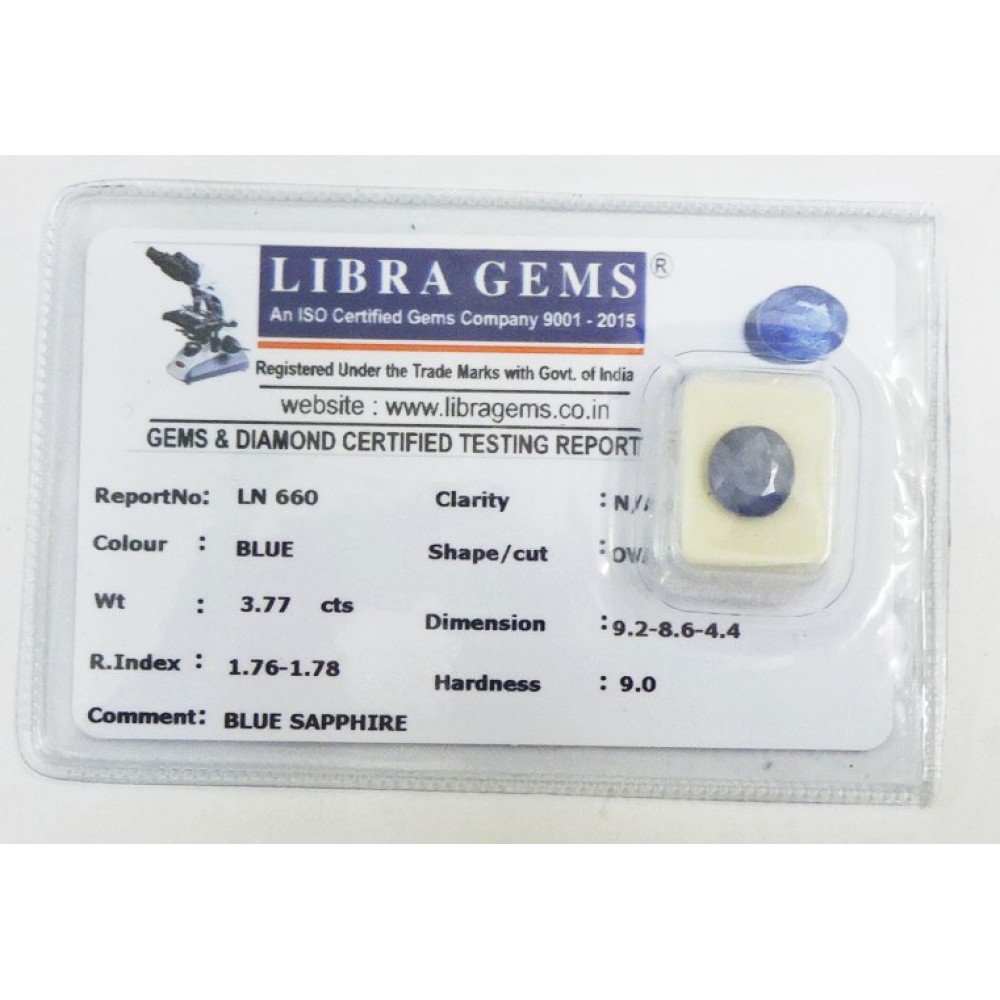 LIBRA GEMS ®
An ISO Certified Gems Company 9001 - 2015
Registered Under the Trade Marks with Govt. of India
website : www.libragems.co.in
GEMS & DIAMOND CERTIFIED TESTING REPORT
ReportNo: LN 660
Clarity :
Colour : BLUE
Shape/cut :
Wt : 3.77 cts
Dimension : 9.2-8.6-4.4
R.Index : 1.76-1.78
Hardness : 9.0
Comment: BLUE SAPPHIRE